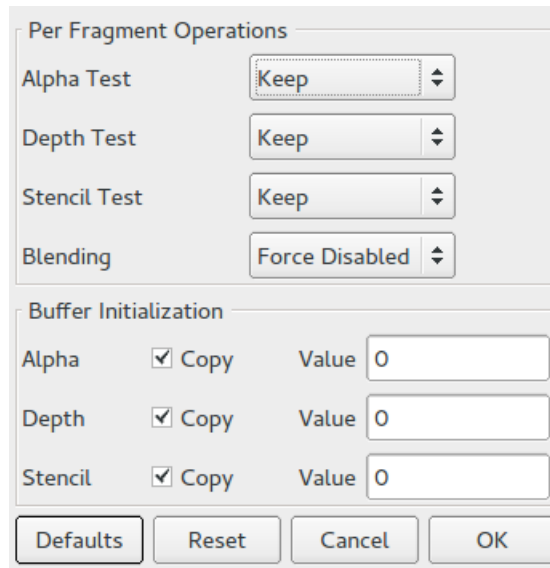 Per Fragment Operations
Alpha Test Keep
Depth Test Keep
Stencil Test Keep
Blending Force Disabled
Buffer Initialization
Alpha Copy Value 0
Depth Copy Value 0
Stencil Copy Value 0
Defaults Reset Cancel OK